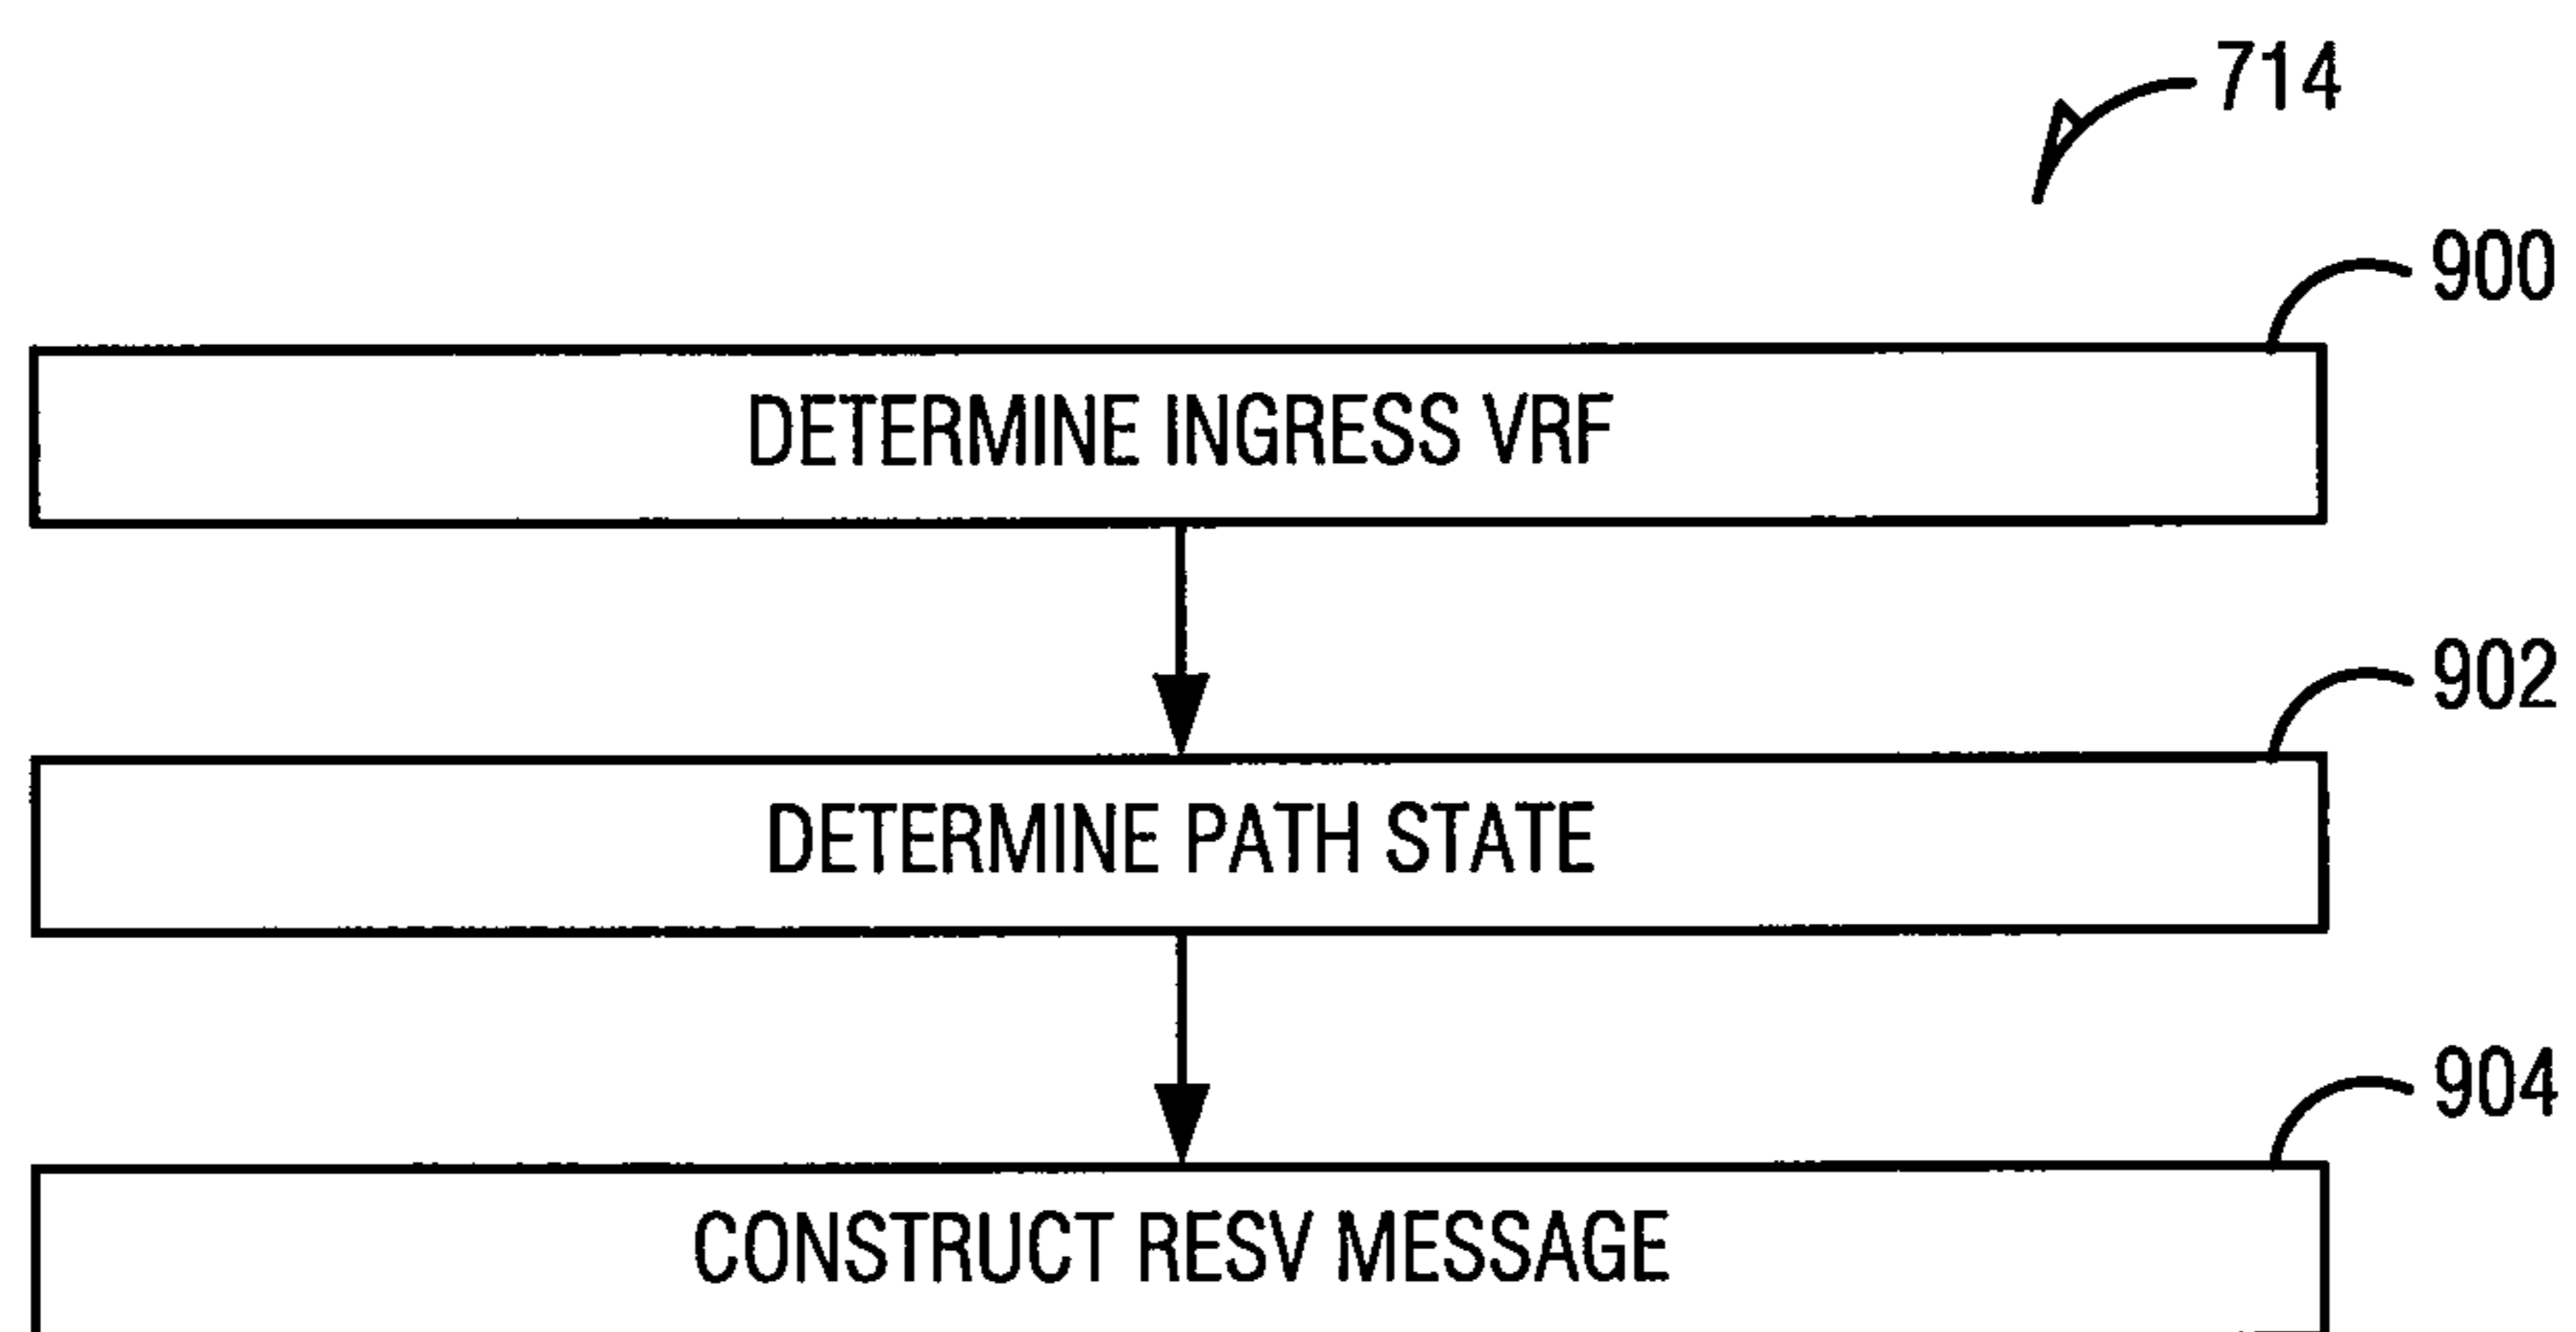 714
900
DETERMINE INGRESS VRF
902
DETERMINE PATH STATE
904
CONSTRUCT RESV MESSAGE